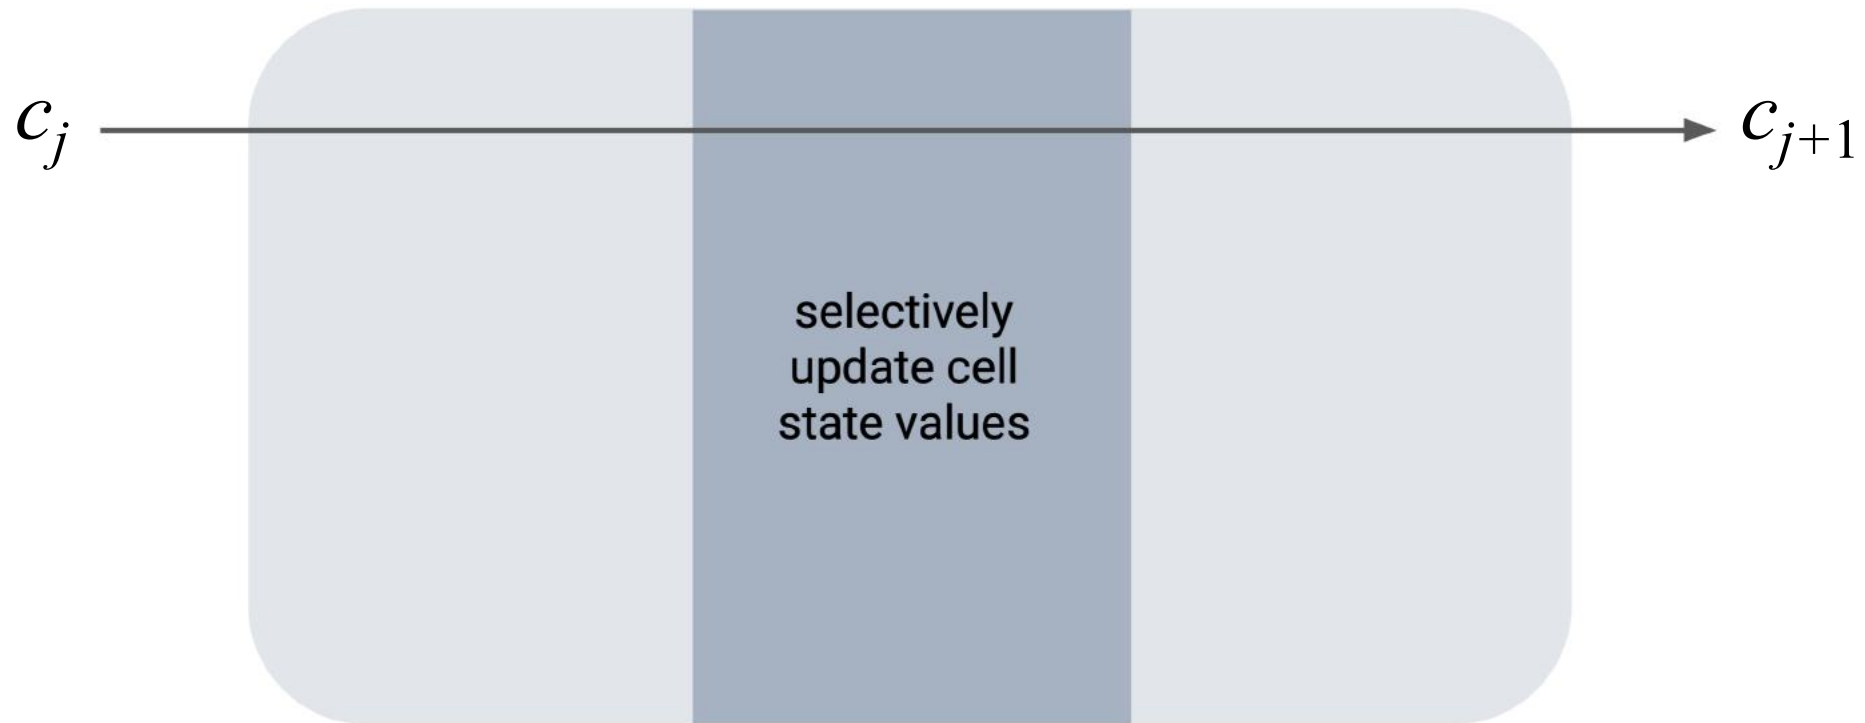 c_j
c_{j+1}
selectively
update cell
state values